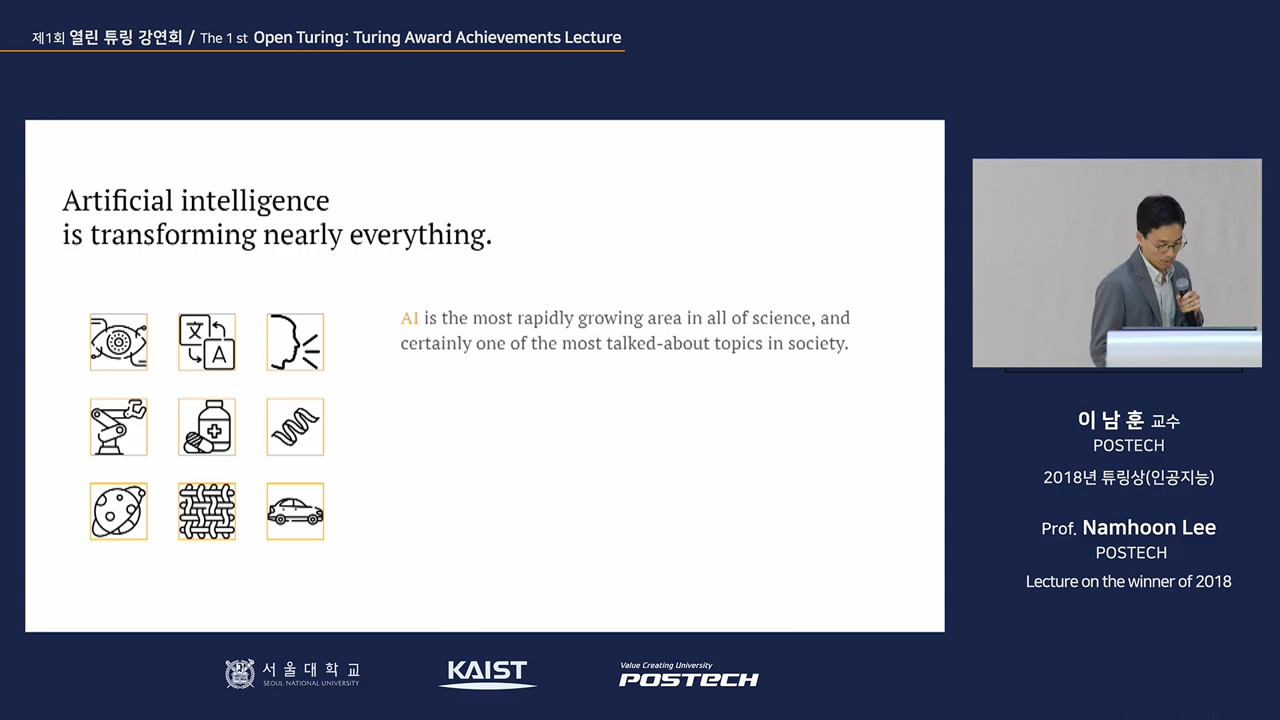 제1회 열린 튜링 강연회 / The 1 st Open Turing: Turing Award Achievements Lecture
Artificial intelligence
is transforming nearly everything.
文
A
AI is the most rapidly growing area in all of science, and
certainly one of the most talked-about topics in society.
이 남 훈 교수
POSTECH
2018년 튜링상(인공지능)
Prof. Namhoon Lee
POSTECH
Lecture on the winner of 2018
서 울 대 학 교
SEOUL NATIONAL UNIVERSITY
KAIST
Value Creating University
POSTECH